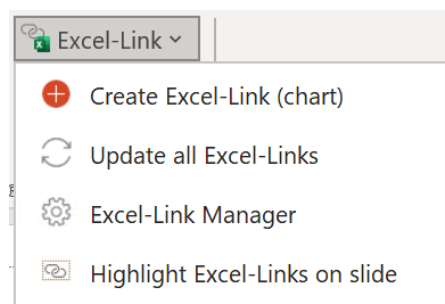 Excel-Link
Create Excel-Link (chart)
Update all Excel-Links
Excel-Link Manager
Highlight Excel-Links on slide